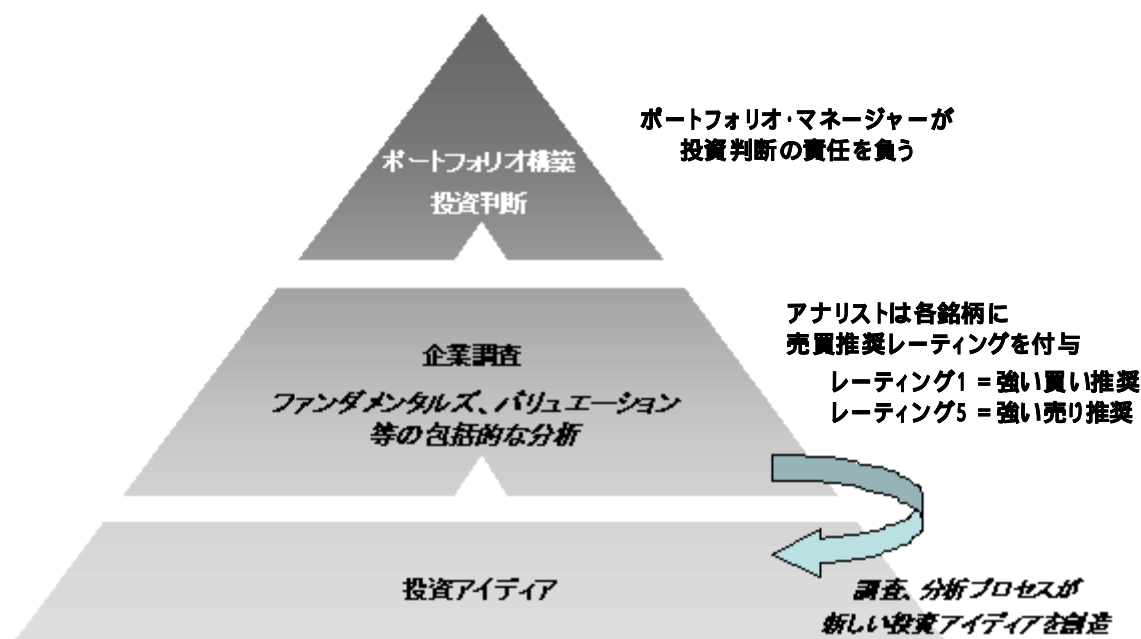 ポートフォリオ・マネージャーが
投資判断の責任を負う
ポートフォリオ構築
投資判断
アナリストは各銘柄に
売買推奨レーティングを付与
レーティング1 = 強い買い推奨
レーティング5 = 強い売り推奨
企業調査
ファンダメンタルズ、バリュエーション
等の包括的な分析
投資アイディア
調査、分析プロセスが
新しい投資アイディアを創造